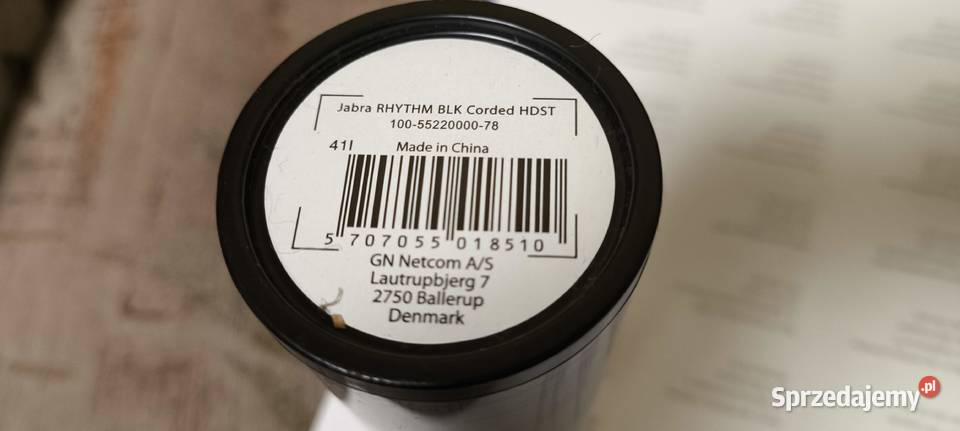 Jabra RHYTHM BLK Corded HDST
100-55220000-78
41I Made in China
5 707055 018510
GN Netcom A/S
Lautrupbjerg 7
2750 Ballerup
Denmark
Sprzedajemy.pl